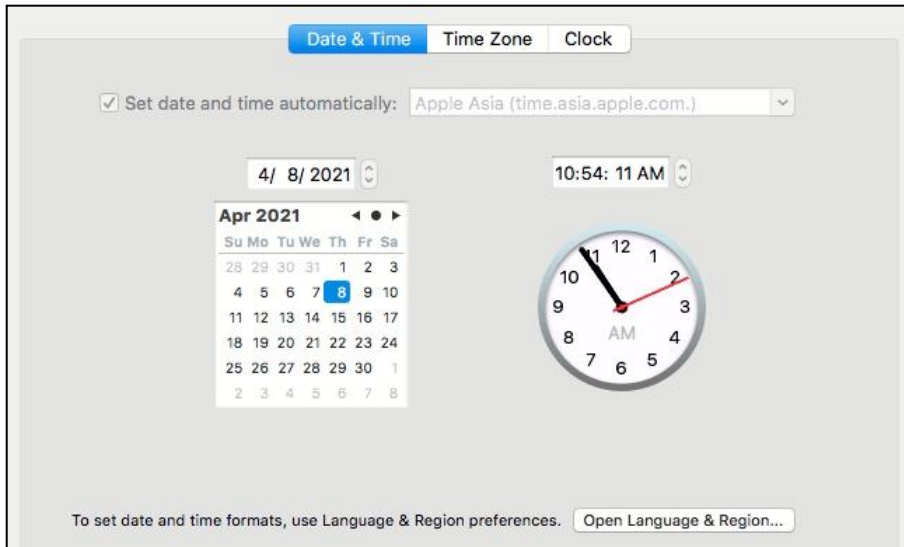 Date & Time Time Zone Clock
Set date and time automatically: Apple Asia (time.asia.apple.com.)
4/ 8/ 2021
10:54: 11 AM
Apr 2021
Su Mo Tu We Th Fr Sa
28 29 30 31 1 2 3
4 5 6 7 8 9 10
11 12 13 14 15 16 17
18 19 20 21 22 23 24
25 26 27 28 29 30 1
2 3 4 5 6 7 8
12
11 1
10 2
9 3
AM
8 4
7 5
6
To set date and time formats, use Language & Region preferences. Open Language & Region...